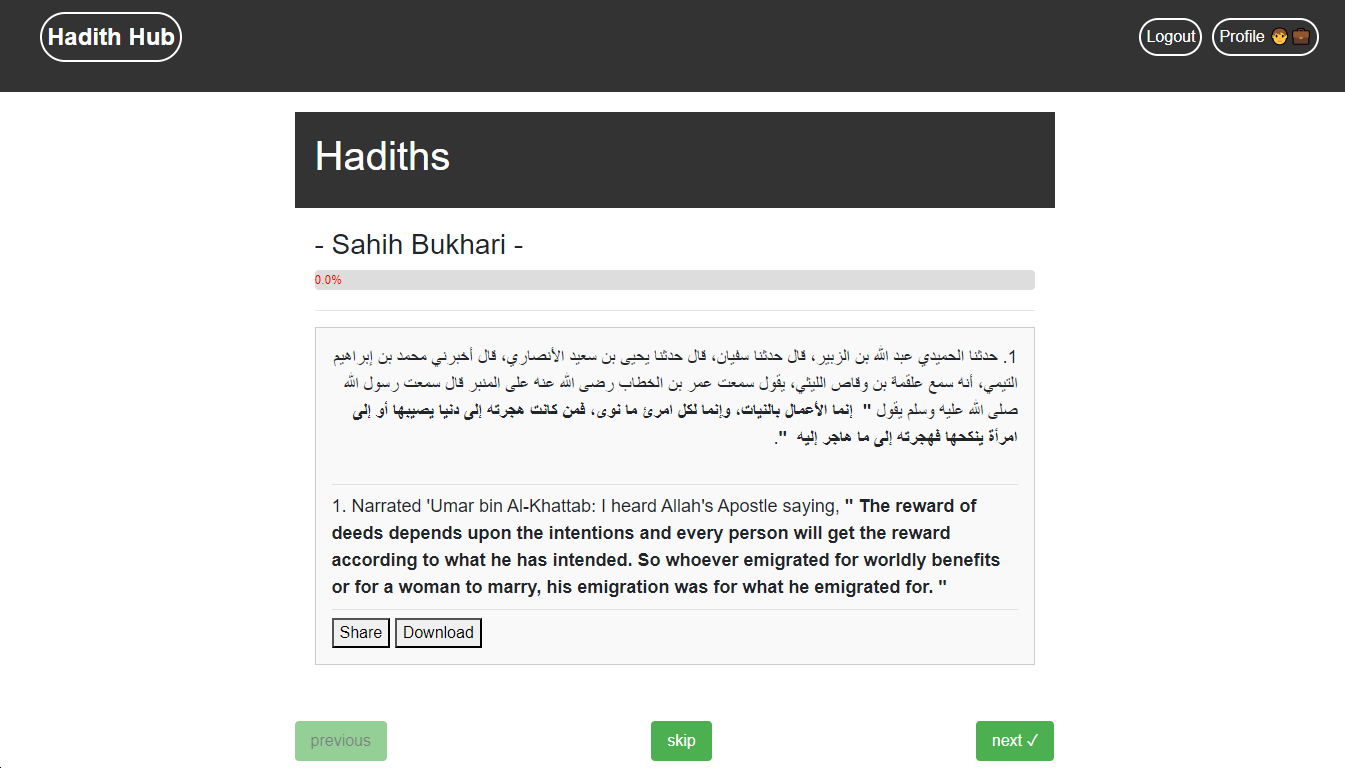 Hadith Hub
Logout
Profile 🧑💼
Hadiths
- Sahih Bukhari -
0.0%
1. حدثنا الحميدي عبد الله بن الزبير، قال حدثنا سفيان، قال حدثنا يحيى بن سعيد الأنصاري، قال أخبرني محمد بن إبراهيم
التيمي، أنه سمع علقمة بن وقاص الليثي، يقول سمعت عمر بن الخطاب رضى الله عنه على المنبر قال سمعت رسول الله
صلى الله عليه وسلم يقول " إنما الأعمال بالنيات، وإنما لكل امرئ ما نوى، فمن كانت هجرته إلى دنيا يصيبها أو إلى
امرأة ينكحها فهجرته إلى ما هاجر إليه ".
1. Narrated 'Umar bin Al-Khattab: I heard Allah's Apostle saying, " The reward of
deeds depends upon the intentions and every person will get the reward
according to what he has intended. So whoever emigrated for worldly benefits
or for a woman to marry, his emigration was for what he emigrated for. "
Share
Download
previous
skip
next ✓